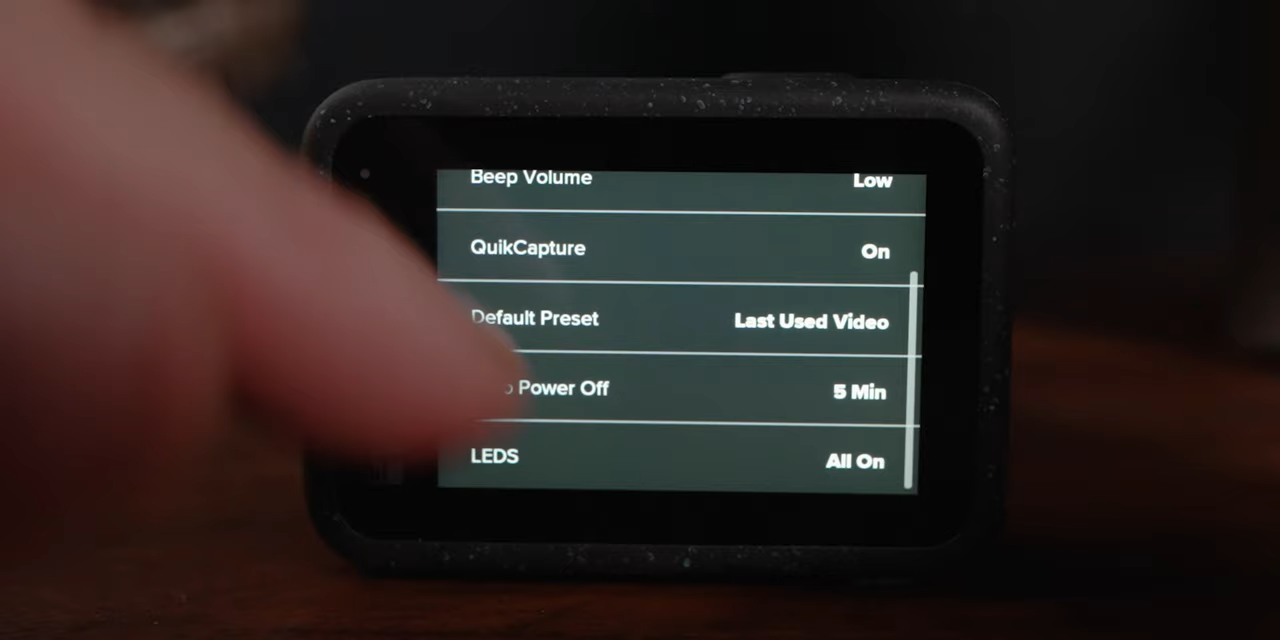 Beep Volume Low
QuikCapture On
Default Preset Last Used Video
Power Off 5 Min
LEDS All On